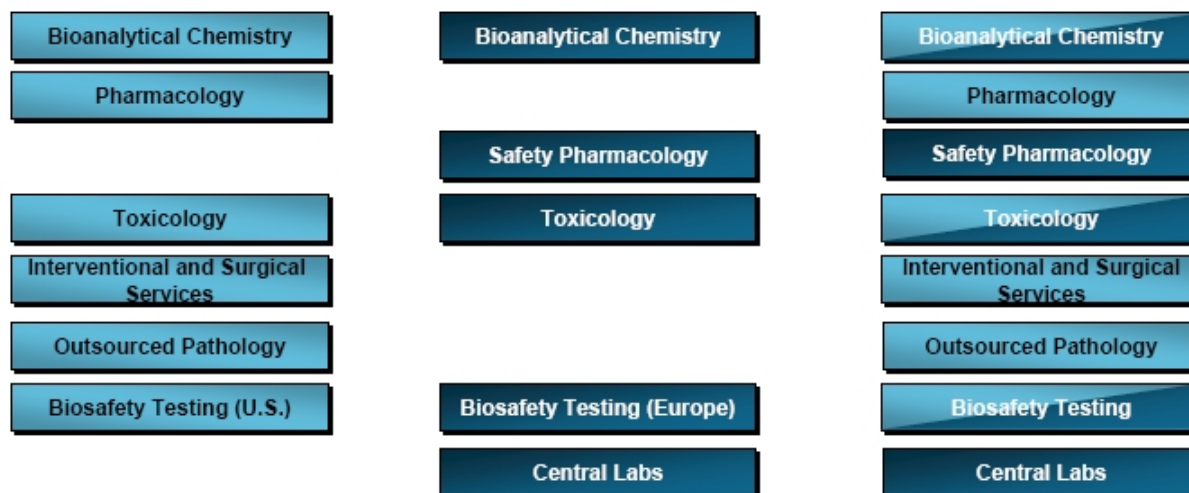 Bioanalytical Chemistry
Bioanalytical Chemistry
Bioanalytical Chemistry
Pharmacology
Pharmacology
Safety Pharmacology
Safety Pharmacology
Toxicology
Toxicology
Toxicology
Interventional and Surgical
Services
Interventional and Surgical
Services
Outsourced Pathology
Outsourced Pathology
Biosafety Testing (U.S.)
Biosafety Testing (Europe)
Biosafety Testing
Central Labs
Central Labs